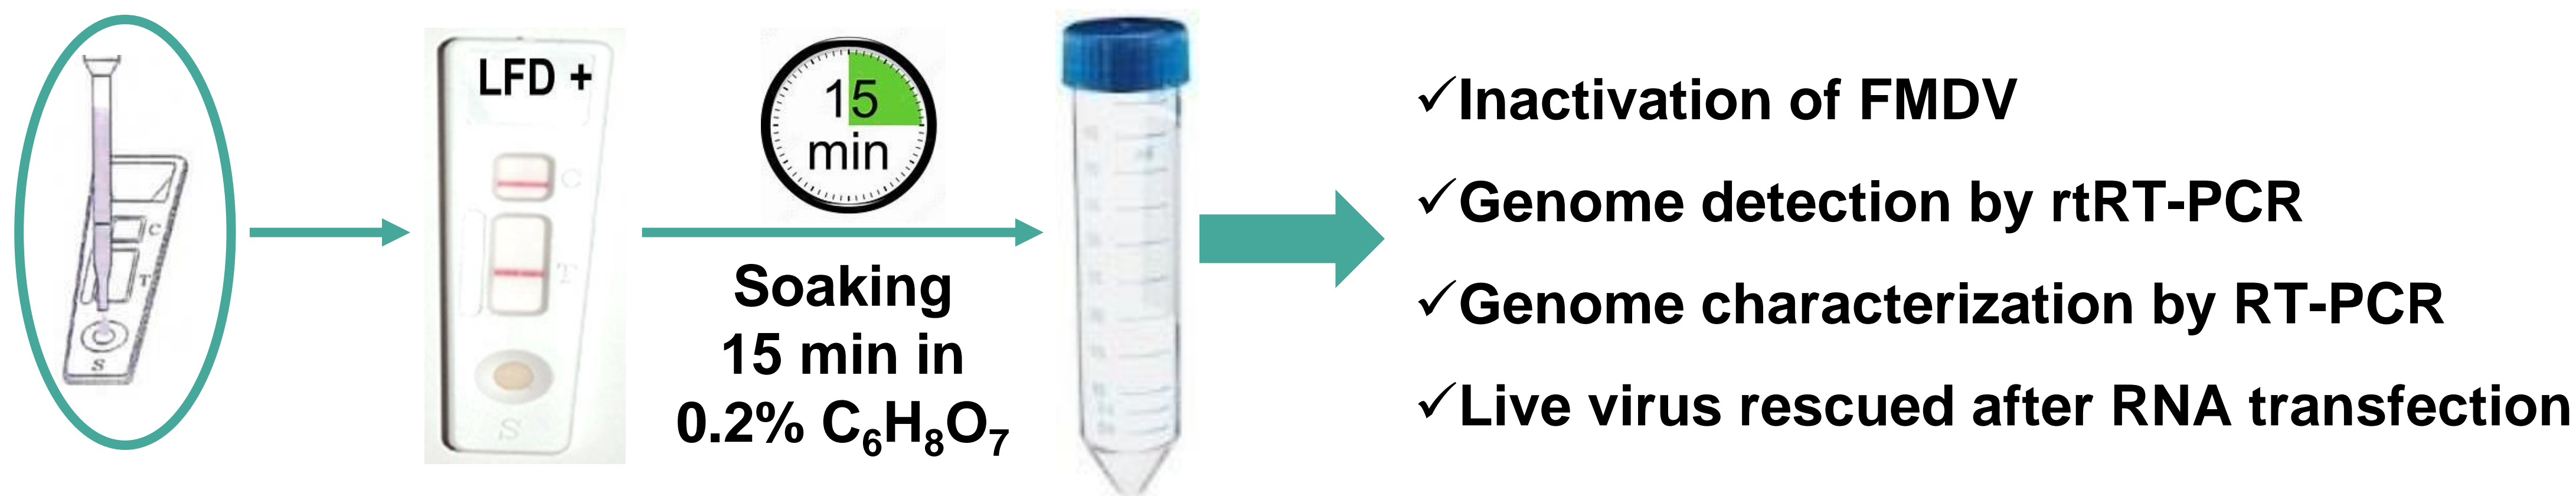 C
T
S
LFD +
C
T
S
15
min
Soaking
15 min in
0.2% C₆H₈O₇
✓Inactivation of FMDV
✓Genome detection by rtRT-PCR
✓Genome characterization by RT-PCR
✓Live virus rescued after RNA transfection